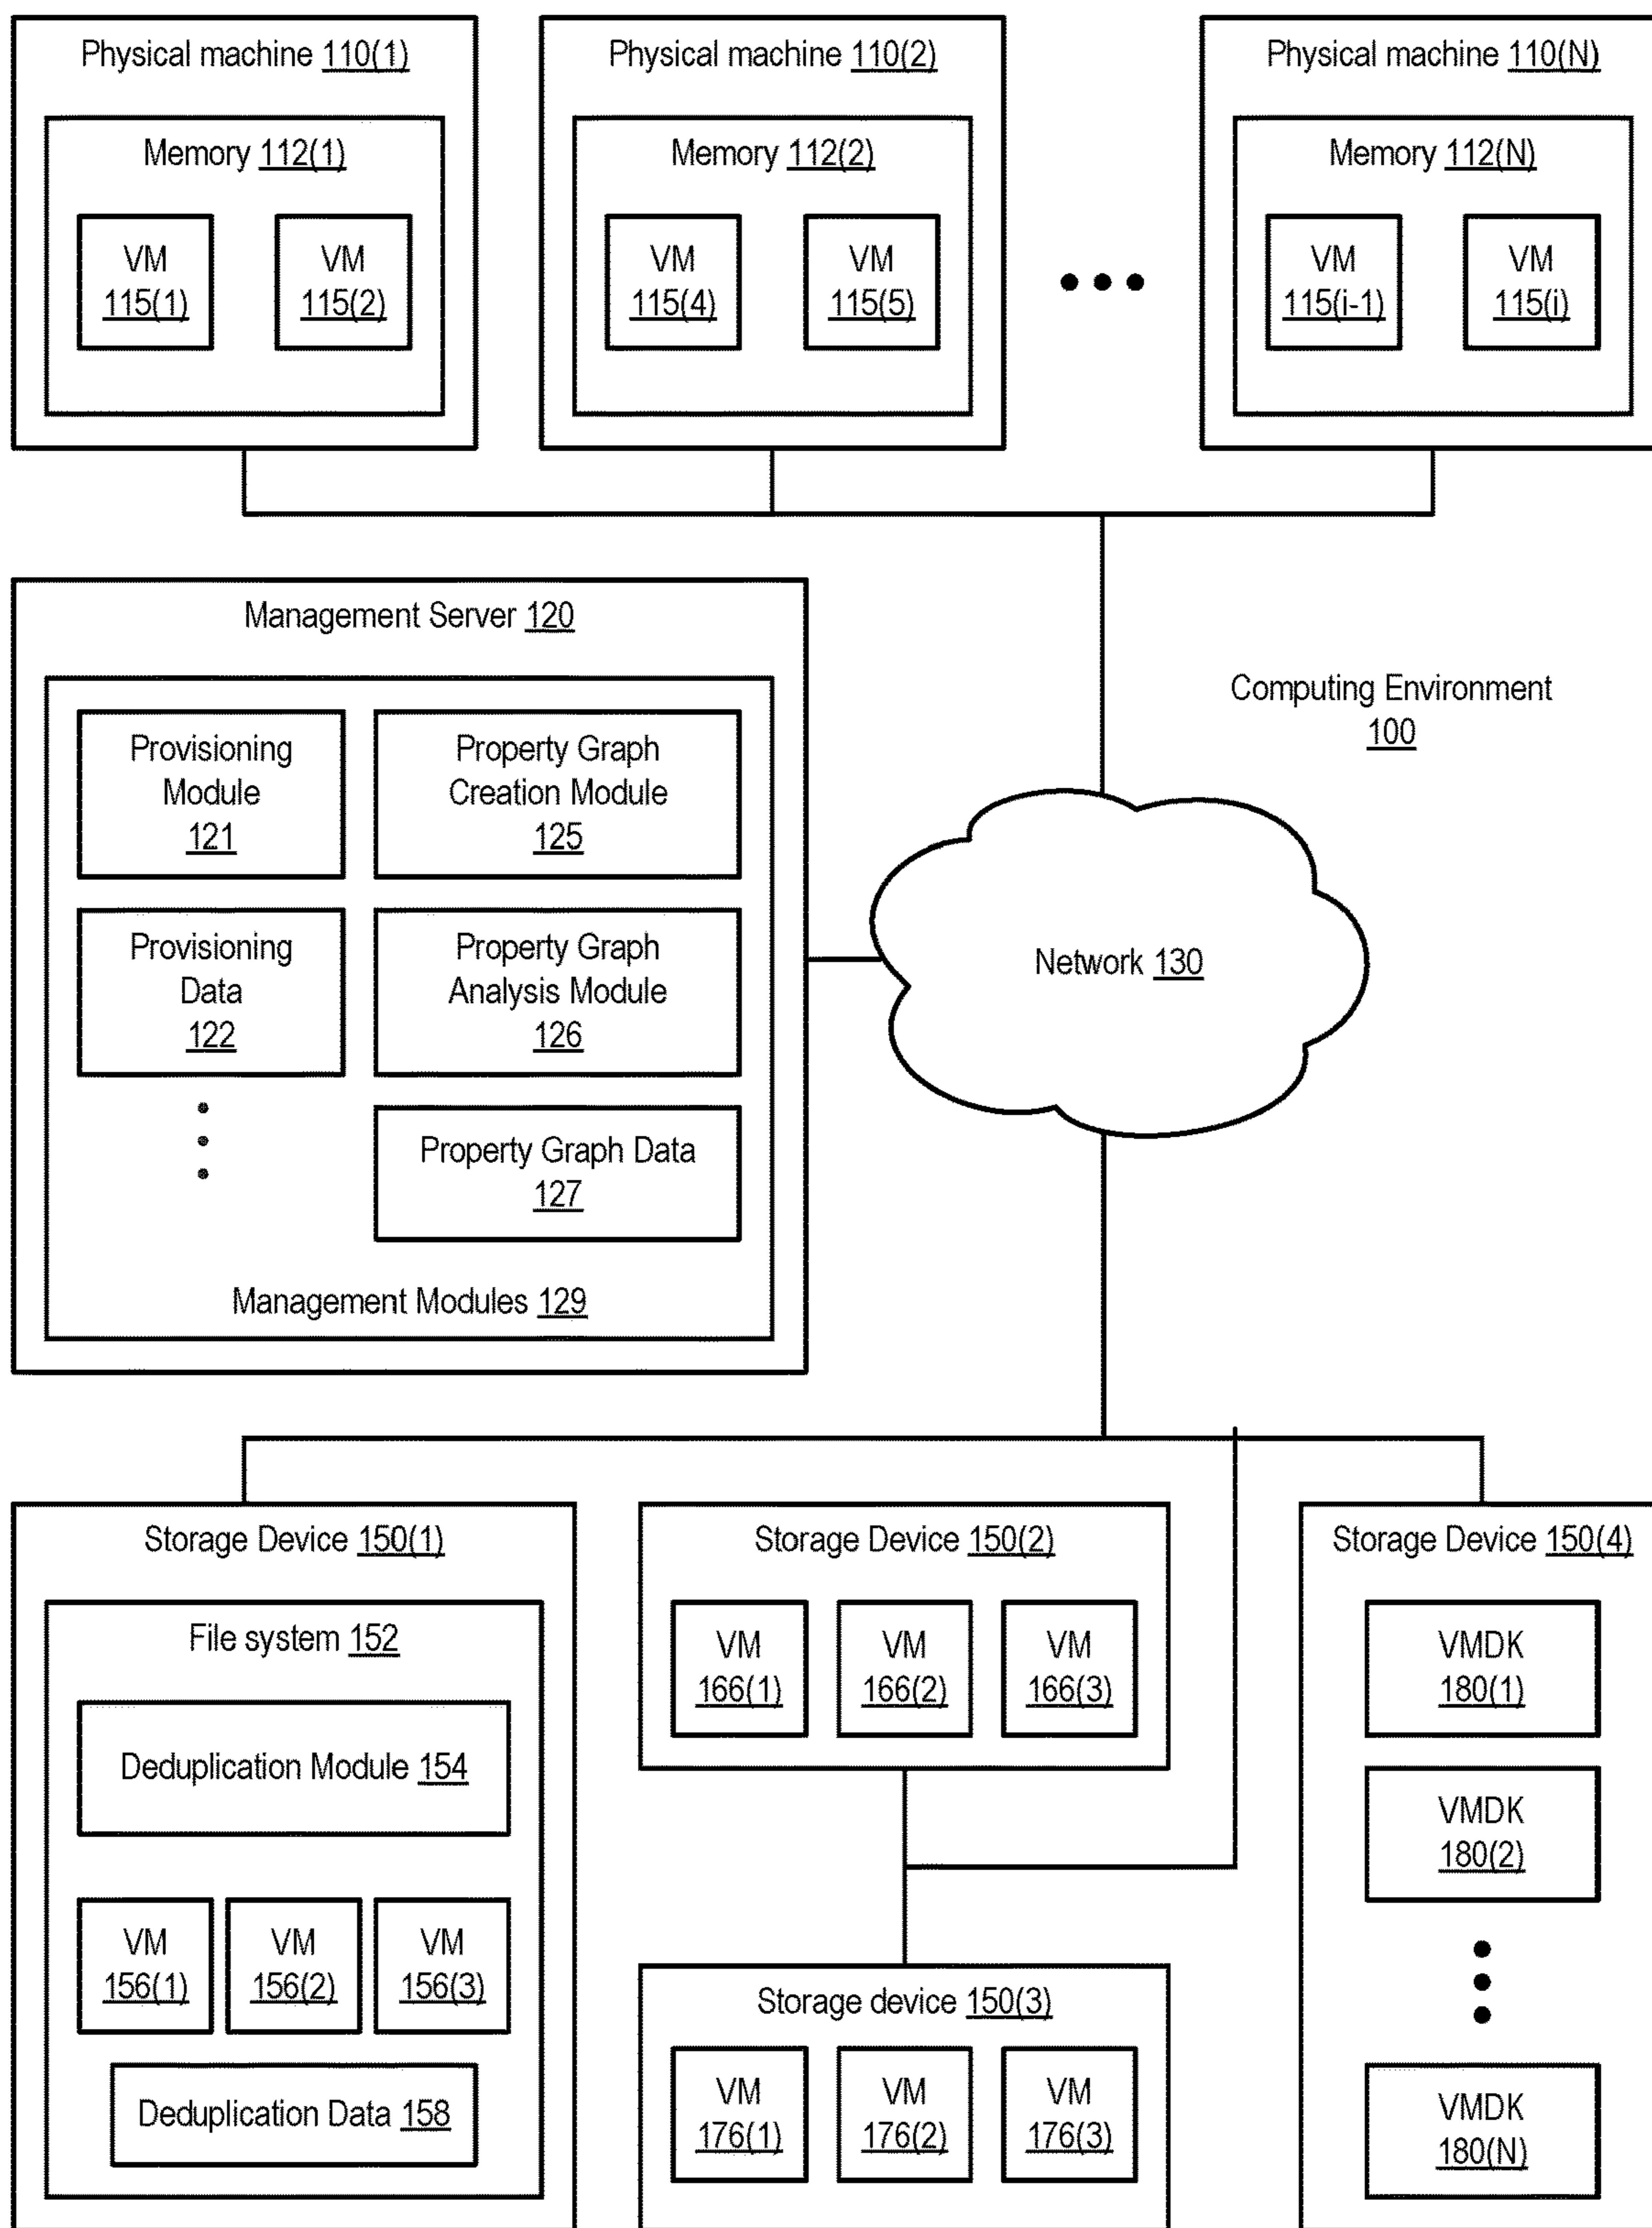 Physical machine 110(1)
Memory 112(1)
VM
115(1)
VM
115(2)
Physical machine 110(2)
Memory 112(2)
VM
115(4)
VM
115(5)
Physical machine 110(N)
Memory 112(N)
VM
115(i-1)
VM
115(i)
Management Server 120
Provisioning
Module
121
Property Graph
Creation Module
125
Provisioning
Data
122
Property Graph
Analysis Module
126
Property Graph Data
127
Management Modules 129
Computing Environment
100
Network 130
Storage Device 150(1)
File system 152
Deduplication Module 154
VM
156(1)
VM
156(2)
VM
156(3)
Deduplication Data 158
Storage Device 150(2)
VM
166(1)
VM
166(2)
VM
166(3)
Storage device 150(3)
VM
176(1)
VM
176(2)
VM
176(3)
Storage Device 150(4)
VMDK
180(1)
VMDK
180(2)
VMDK
180(N)